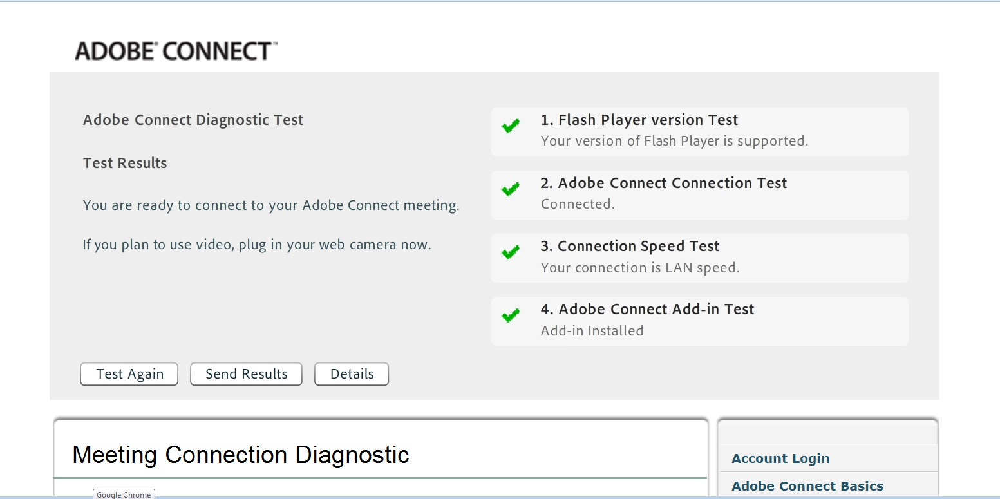 ADOBE® CONNECT™
Adobe Connect Diagnostic Test
Test Results
You are ready to connect to your Adobe Connect meeting.
If you plan to use video, plug in your web camera now.
1. Flash Player version Test
Your version of Flash Player is supported.
2. Adobe Connect Connection Test
Connected.
3. Connection Speed Test
Your connection is LAN speed.
4. Adobe Connect Add-in Test
Add-in Installed
Test Again Send Results Details
Meeting Connection Diagnostic
Account Login
Adobe Connect Basics
Google Chrome